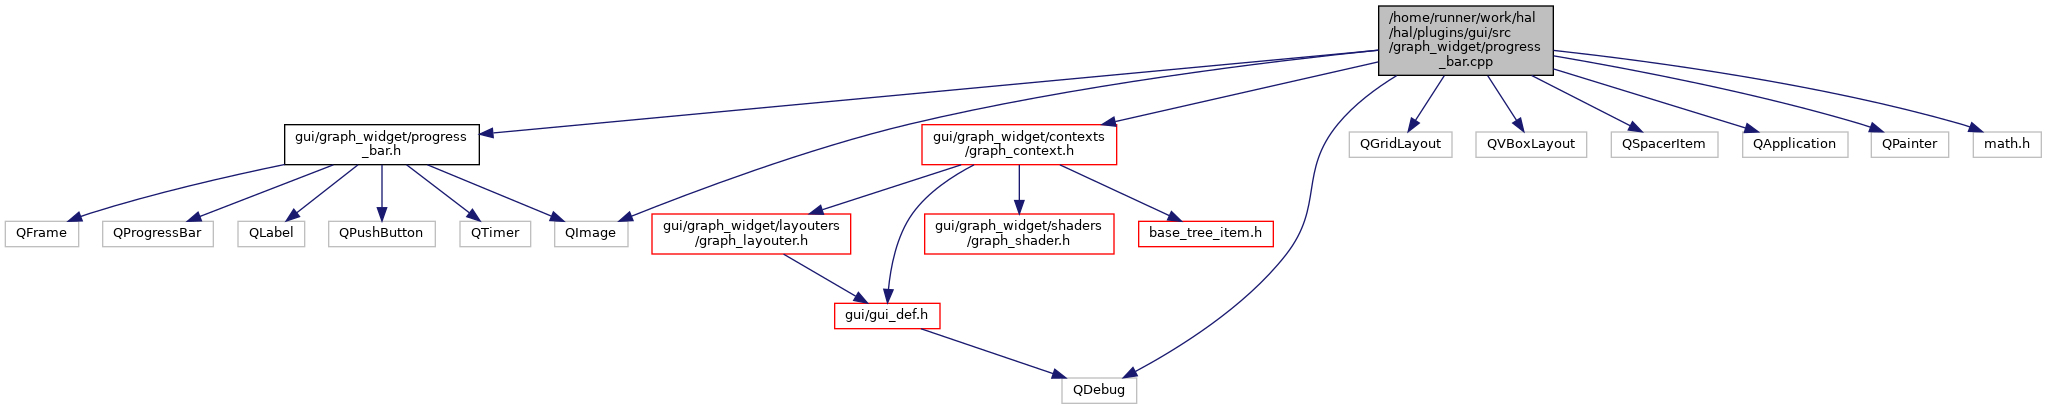 /home/runner/work/hal
/hal/plugins/gui/src
/graph_widget/progress
_bar.cpp
gui/graph_widget/progress
_bar.h
gui/graph_widget/contexts
/graph_context.h
QGridLayout
QVBoxLayout
QSpacerItem
QApplication
QPainter
math.h
QFrame
QProgressBar
QLabel
QPushButton
QTimer
QImage
gui/graph_widget/layouters
/graph_layouter.h
gui/graph_widget/shaders
/graph_shader.h
base_tree_item.h
gui/gui_def.h
QDebug